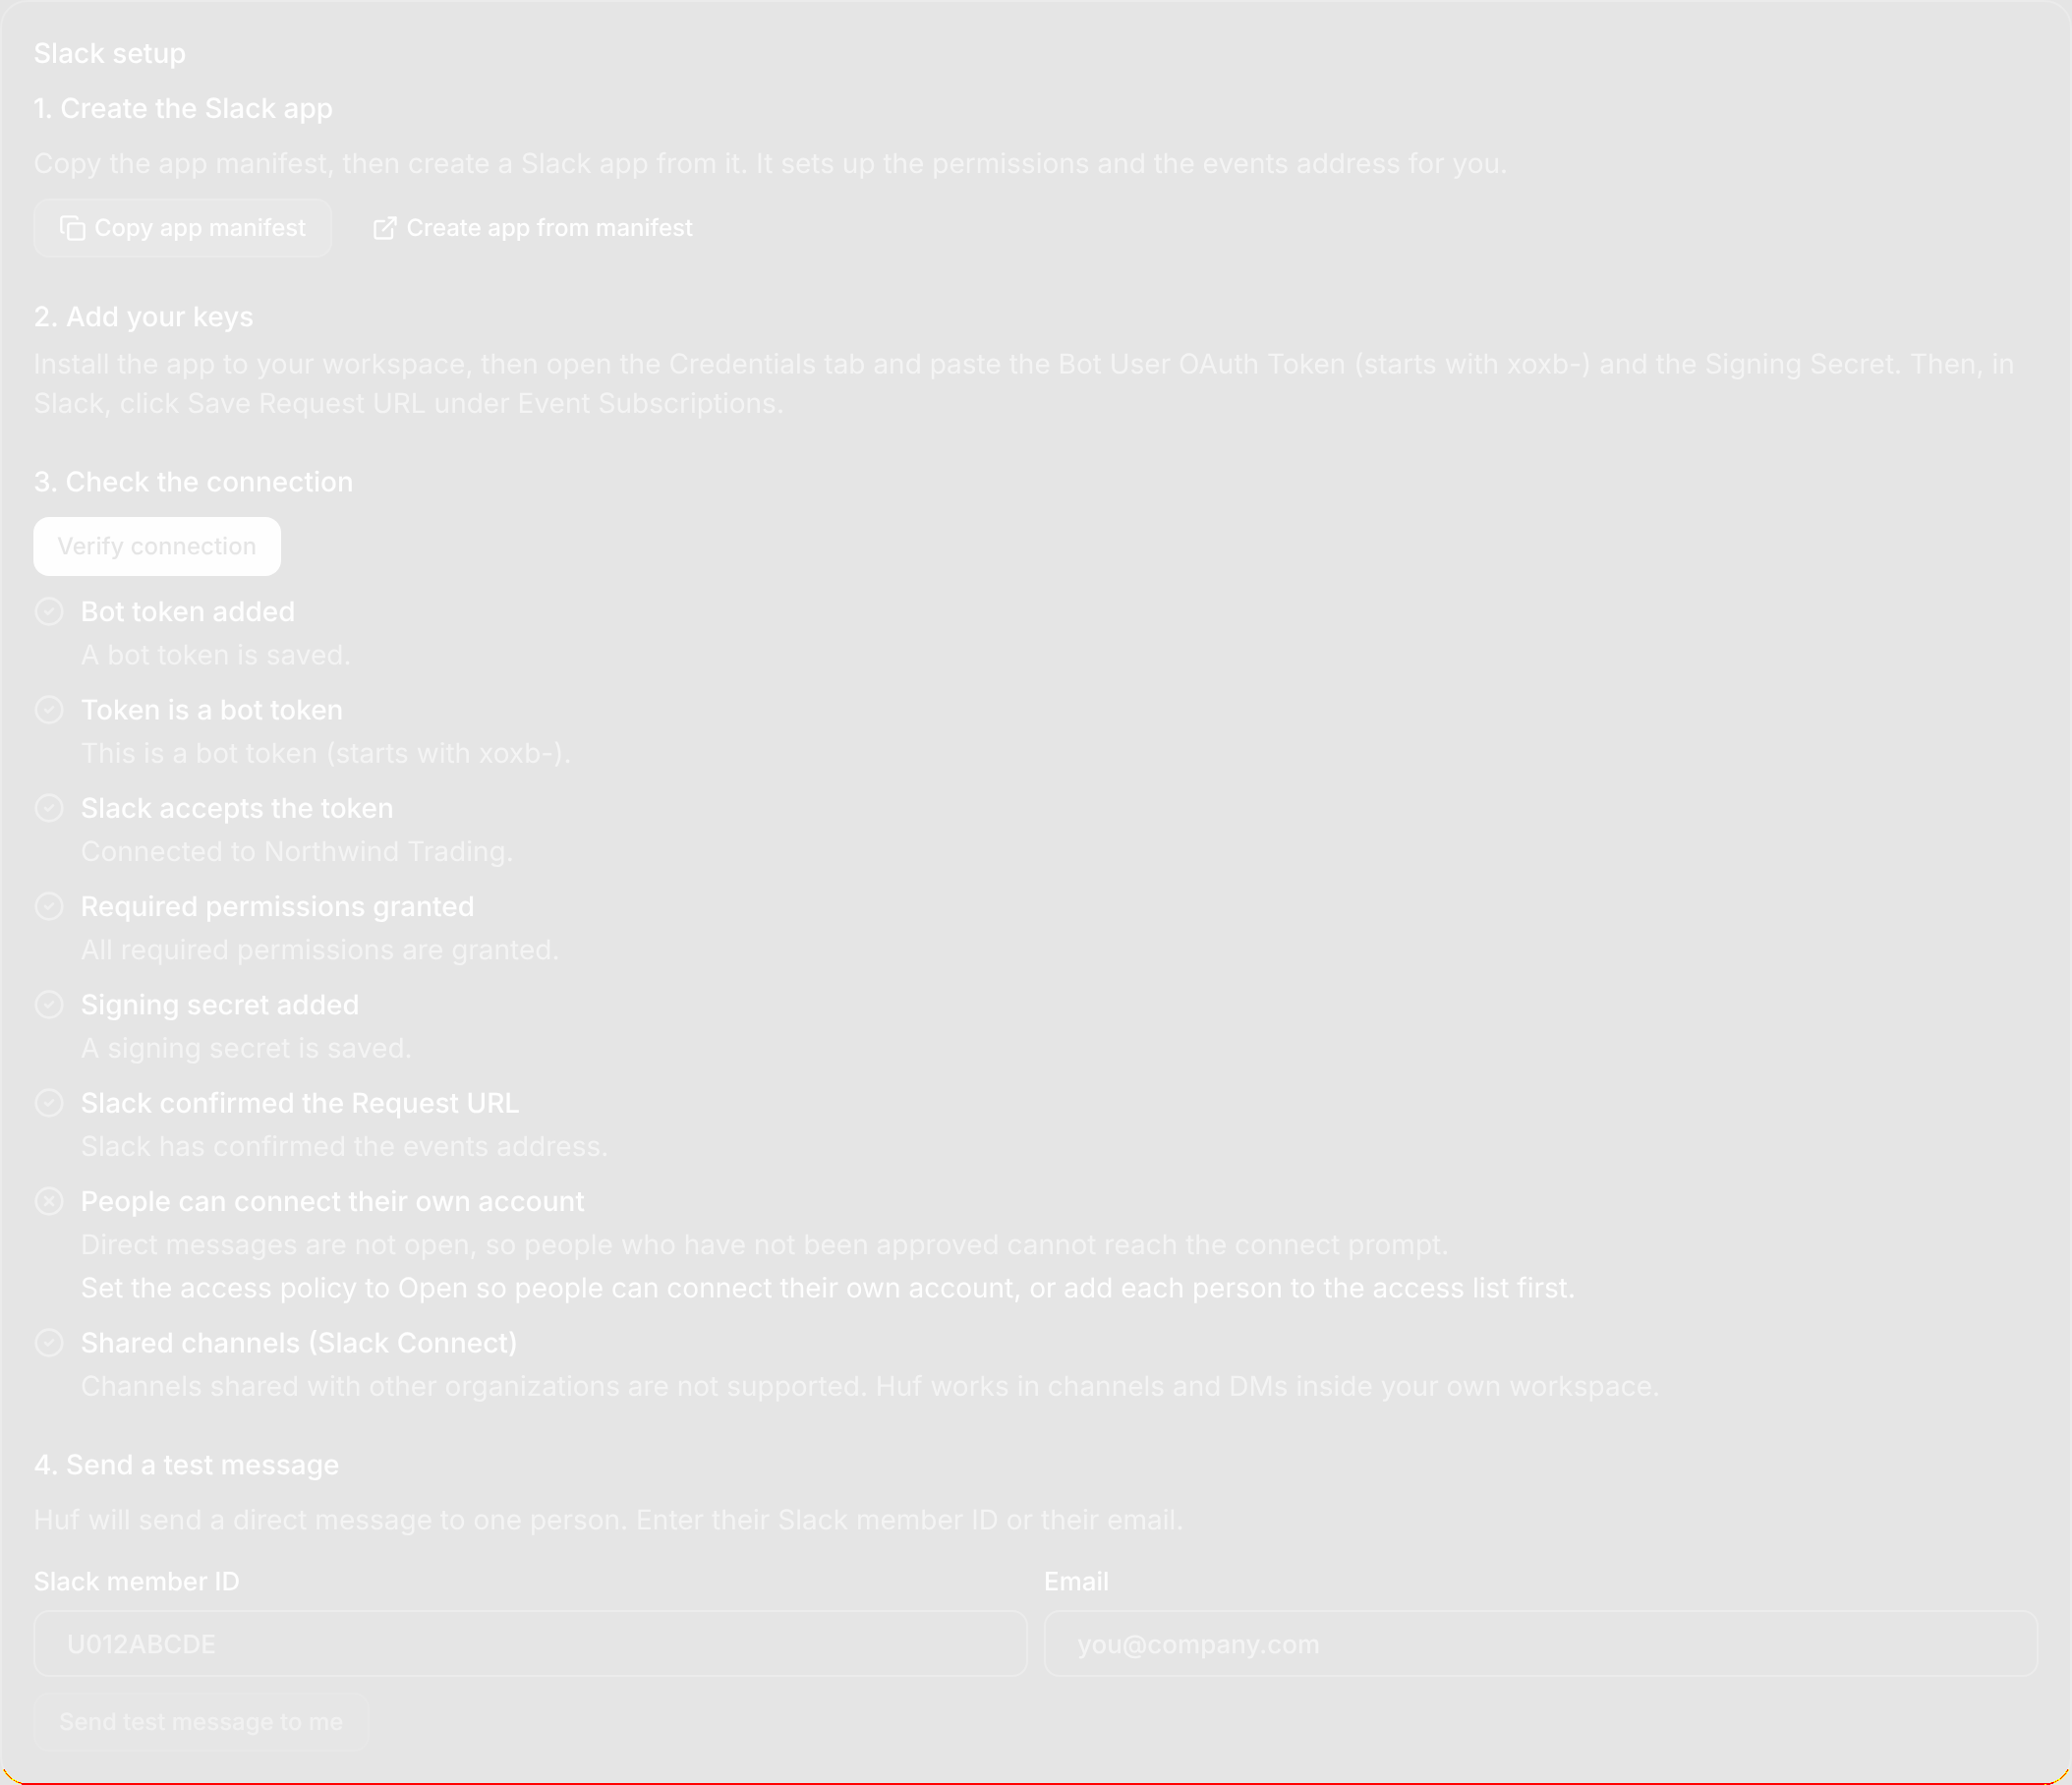 Slack setup
1. Create the Slack app
Copy the app manifest, then create a Slack app from it. It sets up the permissions and the events address for you.
Copy app manifest
Create app from manifest
2. Add your keys
Install the app to your workspace, then open the Credentials tab and paste the Bot User OAuth Token (starts with xoxb-) and the Signing Secret. Then, in
Slack, click Save Request URL under Event Subscriptions.
3. Check the connection
Verify connection
Bot token added
A bot token is saved.
Token is a bot token
This is a bot token (starts with xoxb-).
Slack accepts the token
Connected to Northwind Trading.
Required permissions granted
All required permissions are granted.
Signing secret added
A signing secret is saved.
Slack confirmed the Request URL
Slack has confirmed the events address.
People can connect their own account
Direct messages are not open, so people who have not been approved cannot reach the connect prompt.
Set the access policy to Open so people can connect their own account, or add each person to the access list first.
Shared channels (Slack Connect)
Channels shared with other organizations are not supported. Huf works in channels and DMs inside your own workspace.
4. Send a test message
Huf will send a direct message to one person. Enter their Slack member ID or their email.
Slack member ID
Email
U012ABCDE
you@company.com
Send test message to me